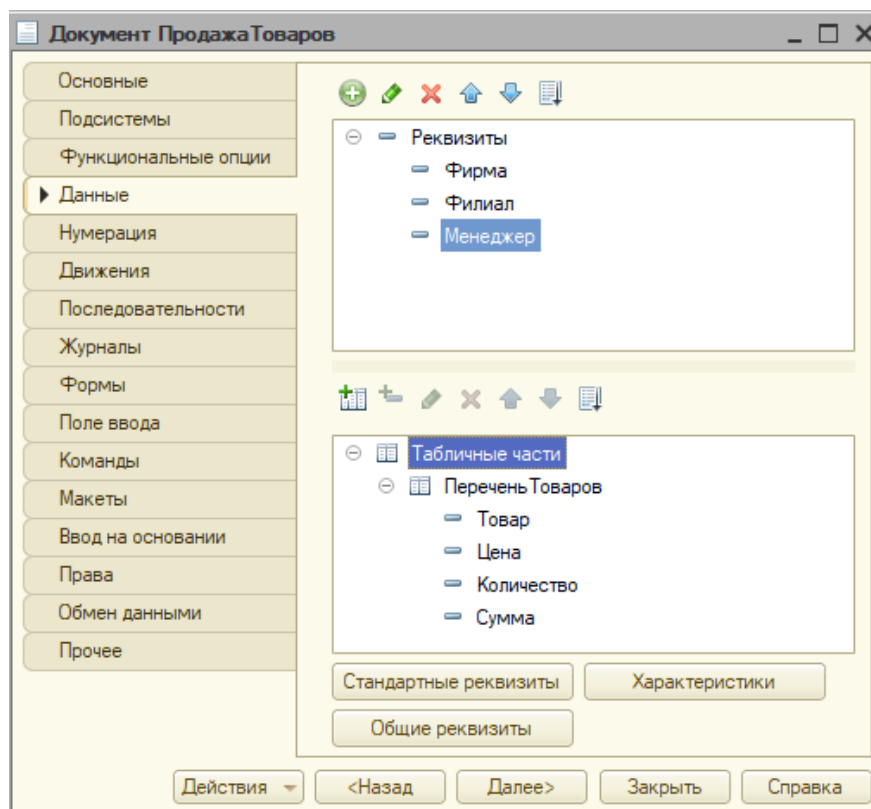 Документ ПродажаТоваров
Основные
Подсистемы
Функциональные опции
Данные
Нумерация
Движения
Последовательности
Журналы
Формы
Поле ввода
Команды
Макеты
Ввод на основании
Права
Обмен данными
Прочее
Реквизиты
Фирма
Филиал
Менеджер
Табличные части
ПереченьТоваров
Товар
Цена
Количество
Сумма
Стандартные реквизиты
Характеристики
Общие реквизиты
Действия
<Назад
Далее>
Закрыть
Справка